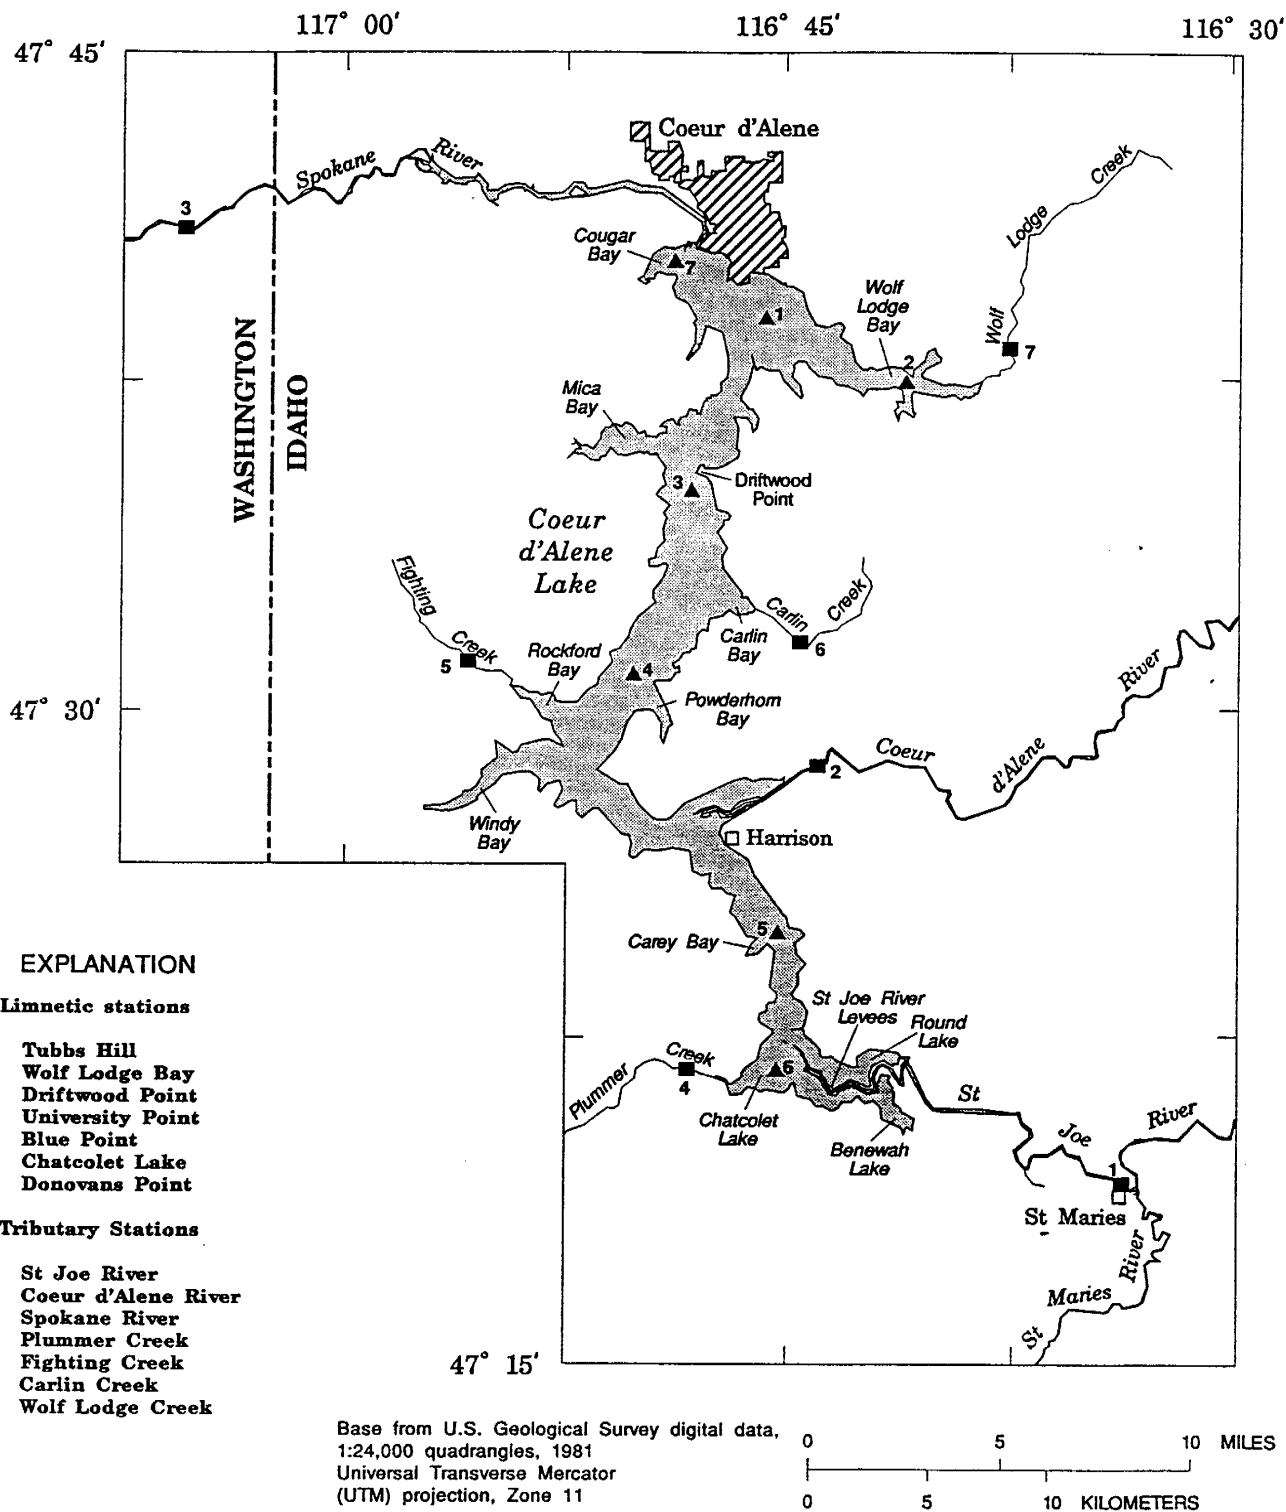 117° 00'
116° 45'
116° 30'
47° 45'
Coeur d'Alene
Spokane River
Creek
Lodge
Wolf
3
Cougar
Bay
7
1
Wolf
Lodge
Bay
2
7
WASHINGTON
IDAHO
Mica
Bay
3
Driftwood
Point
Coeur
d'Alene
Lake
Fighting
Creek
5
Rockford
Bay
Carlin
Creek
6
Carlin
Bay
4
River
47° 30'
Powderhorn
Bay
Coeur
d'Alene
2
Windy
Bay
Harrison
Carey Bay
5
EXPLANATION
Limnetic stations
Tubbs Hill
Wolf Lodge Bay
Driftwood Point
University Point
Blue Point
Chatcolet Lake
Donovans Point
Tributary Stations
St Joe River
Coeur d'Alene River
Spokane River
Plummer Creek
Fighting Creek
Carlin Creek
Wolf Lodge Creek
St Joe River
Levees
Round
Lake
Plummer
Creek
4
6
Chatcolet
Lake
Benewah
Lake
St
Joe
River
1
St Maries
St
Maries
River
47° 15'
Base from U.S. Geological Survey digital data,
1:24,000 quadrangles, 1981
Universal Transverse Mercator
(UTM) projection, Zone 11
0 5 10 MILES
0 5 10 KILOMETERS